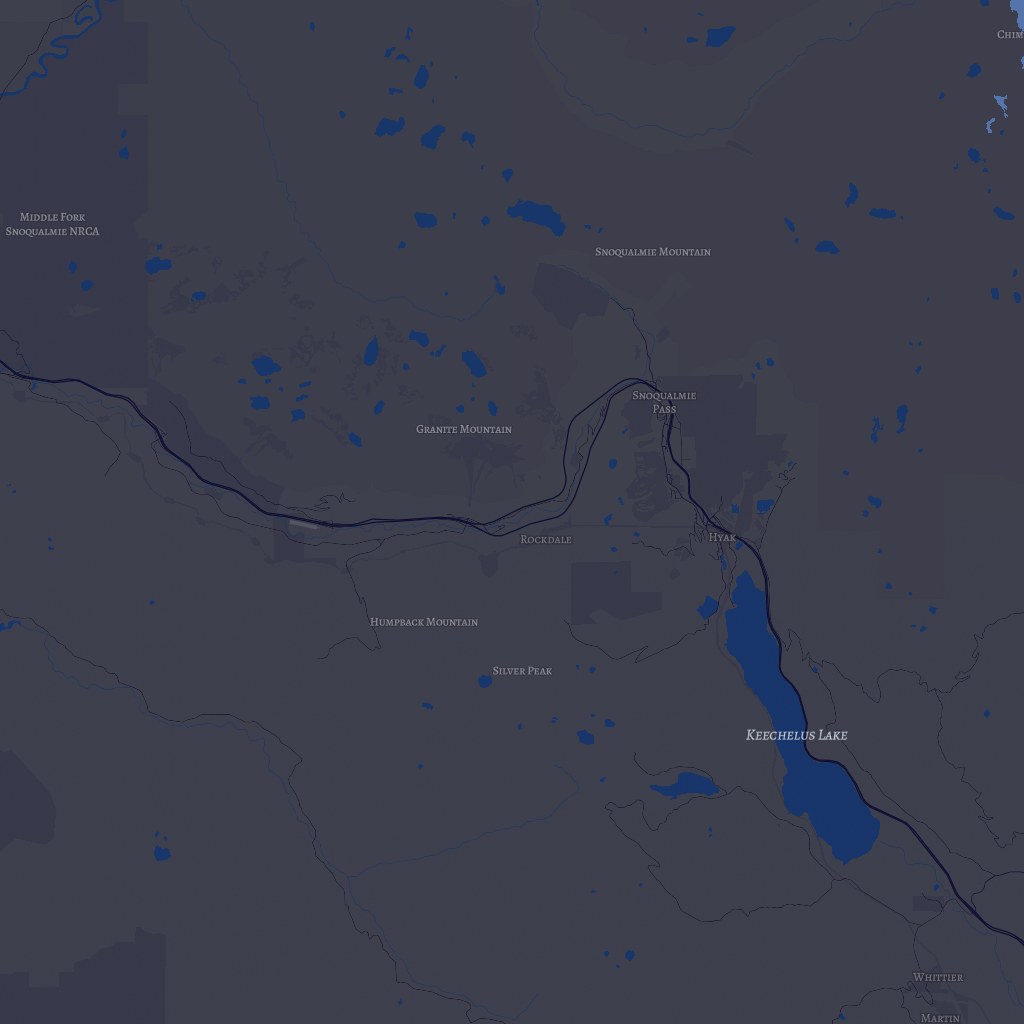 Chim
Middle Fork
Snoqualmie NRCA
Snoqualmie Mountain
Snoqualmie
Pass
Granite Mountain
Rockdale
Hyak
Humpback Mountain
Silver Peak
Keechelus Lake
Whittier
Martin